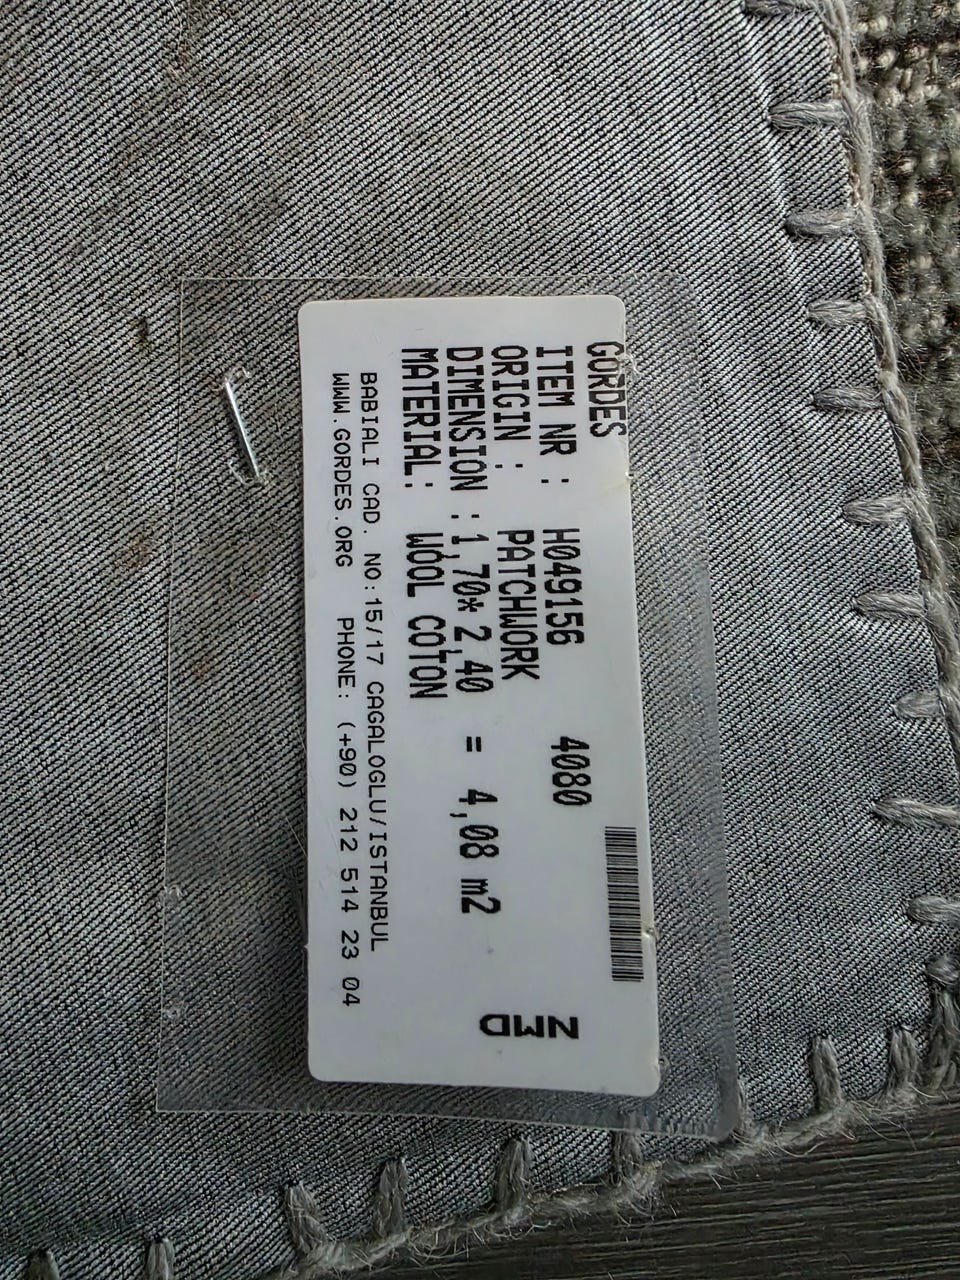 GORDES
ITEM NR : H049156 4080
ORIGIN : PATCHWORK
DIMENSION :1,70* 2,40 = 4,08 m2
MATERIAL: WOOL COTON
BABIALI CAD. NO:15/17 CAGALOGLU/ISTANBUL
WWW.GORDES.ORG PHONE: (+90) 212 514 23 04
NMD